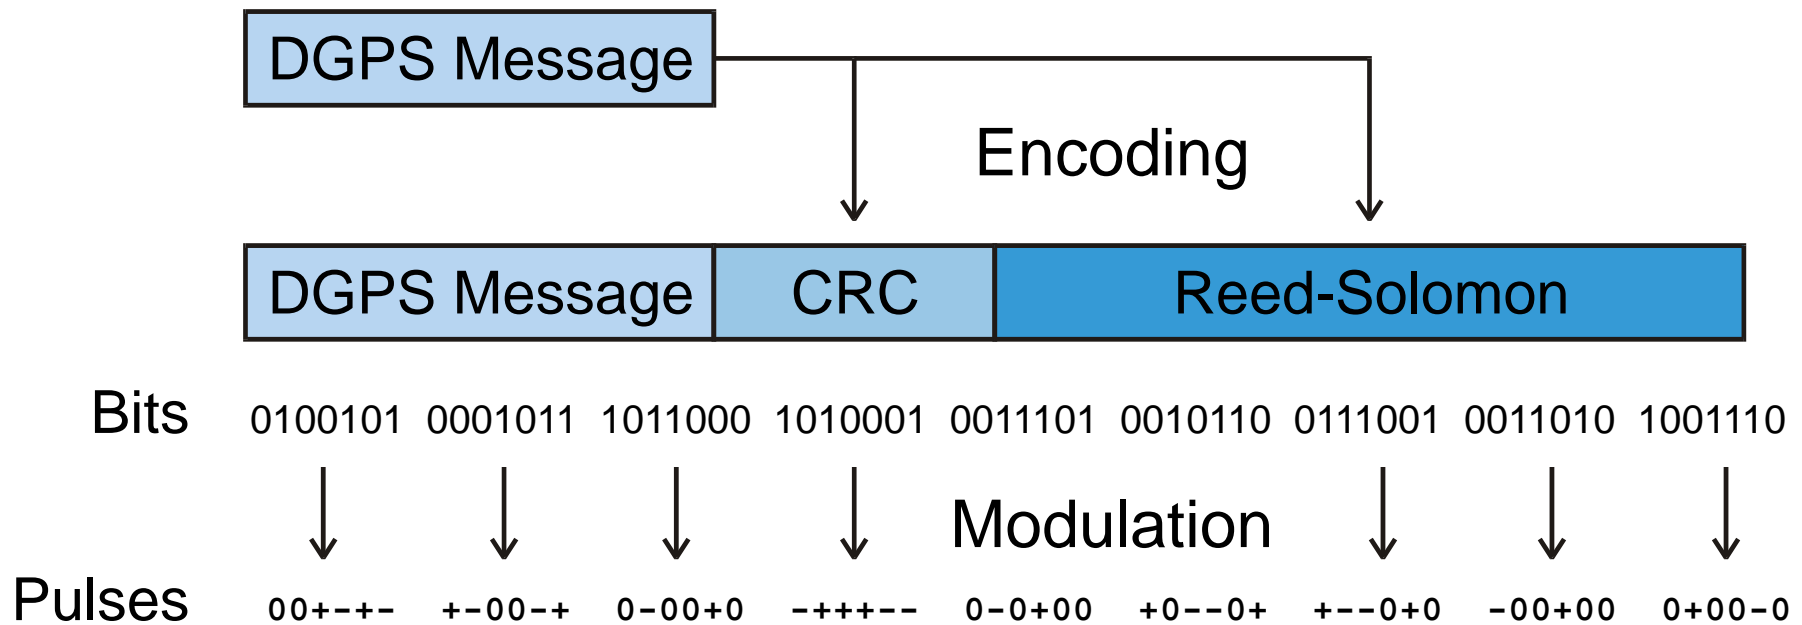 DGPS Message
Encoding
DGPS Message CRC Reed-Solomon
Bits 0100101 0001011 1011000 1010001 0011101 0010110 0111001 0011010 1001110
Modulation
Pulses 00+-+- +-00-+ 0-00+0 -+++-- 0-0+00 +0--0+ +--0+0 -00+00 0+00-0